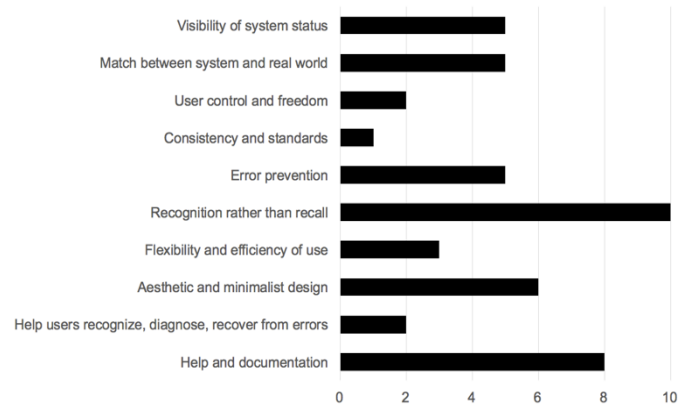 Visibility of system status
Match between system and real world
User control and freedom
Consistency and standards
Error prevention
Recognition rather than recall
Flexibility and efficiency of use
Aesthetic and minimalist design
Help users recognize, diagnose, recover from errors
Help and documentation
0 2 4 6 8 10